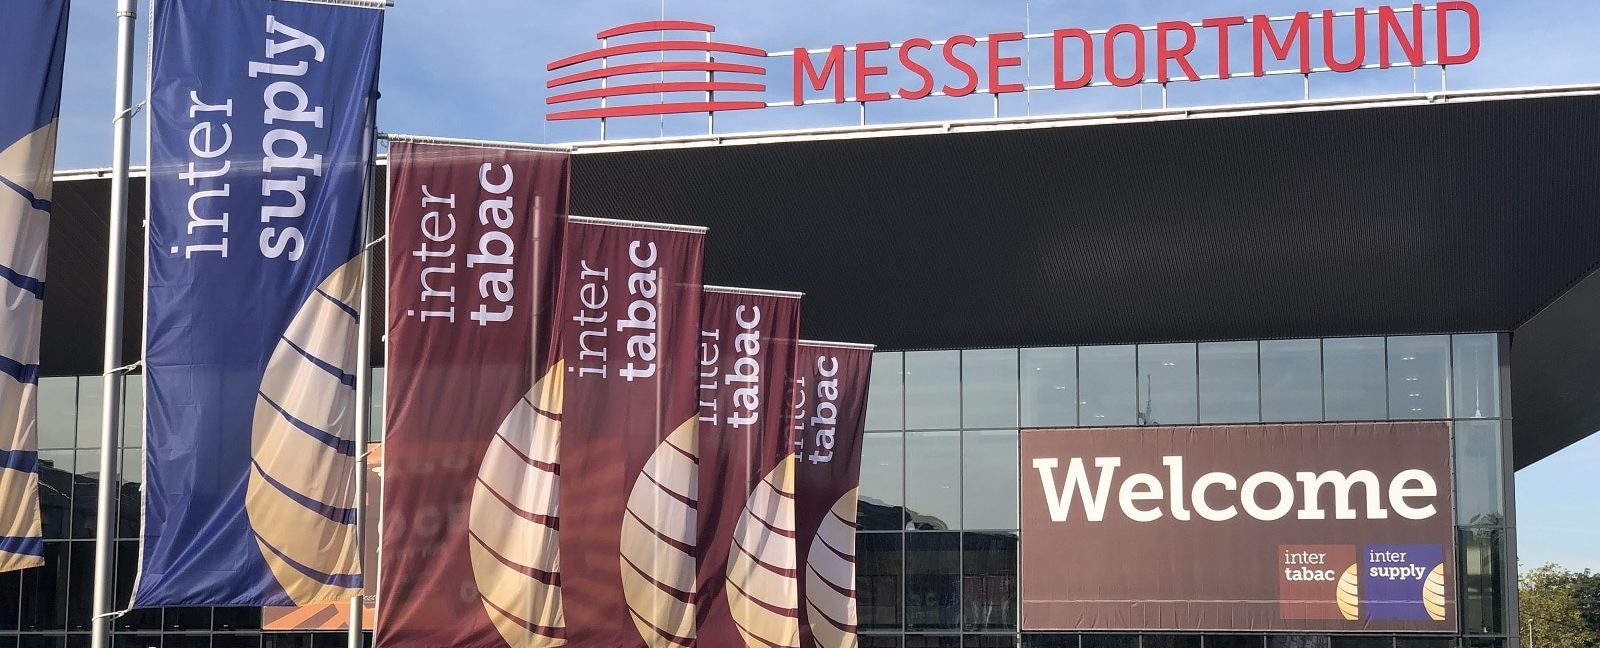 MESSE DORTMUND
inter
supply
inter
tabac
inter
tabac
inter
tabac
inter
tabac
Welcome
inter
tabac
inter
supply